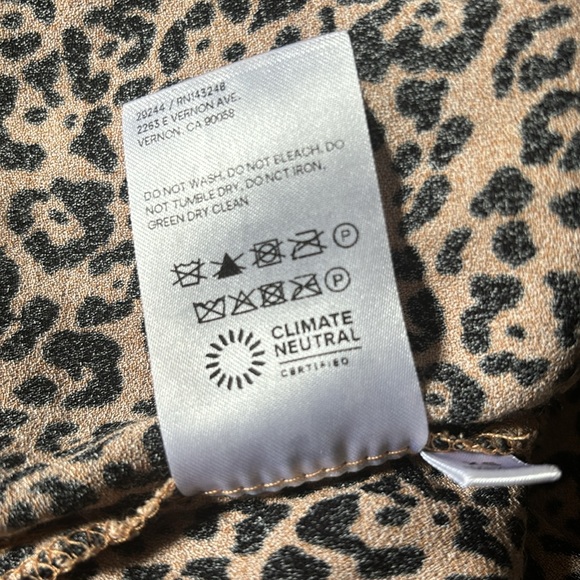 29244 / RN143248
2263 E VERNON AVE.
VERNON, CA 90058
DO NOT WASH, DO NOT BLEACH, DO
NOT TUMBLE DRY, DO NOT IRON,
GREEN DRY CLEAN
P
P
CLIMATE
NEUTRAL
CERTIFIED